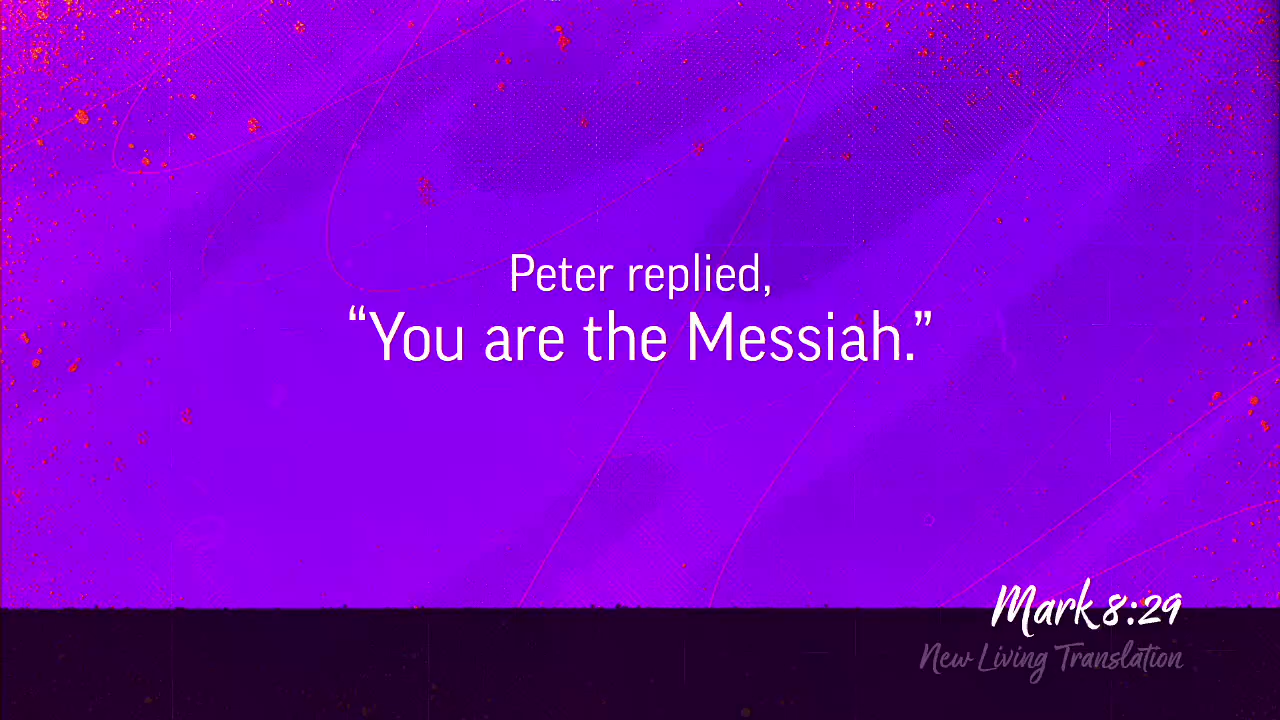 Peter replied,
“You are the Messiah.”
Mark 8:29
New Living Translation